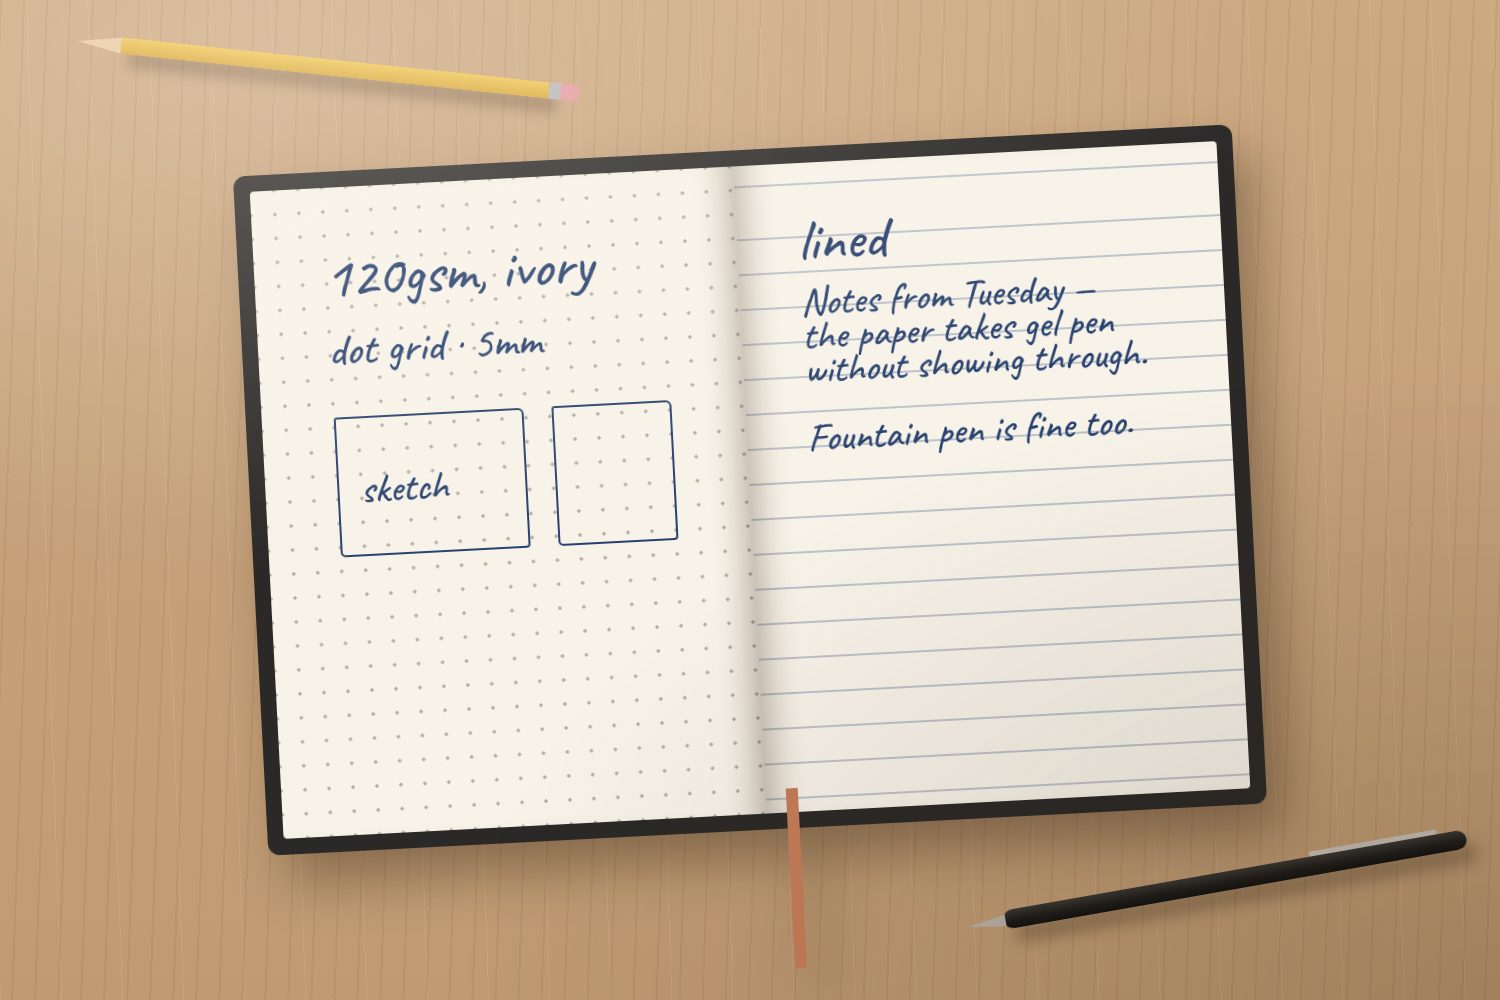 120gsm, ivory
dot grid · 5mm
sketch
lined
Notes from Tuesday —
the paper takes gel pen
without showing through.
Fountain pen is fine too.